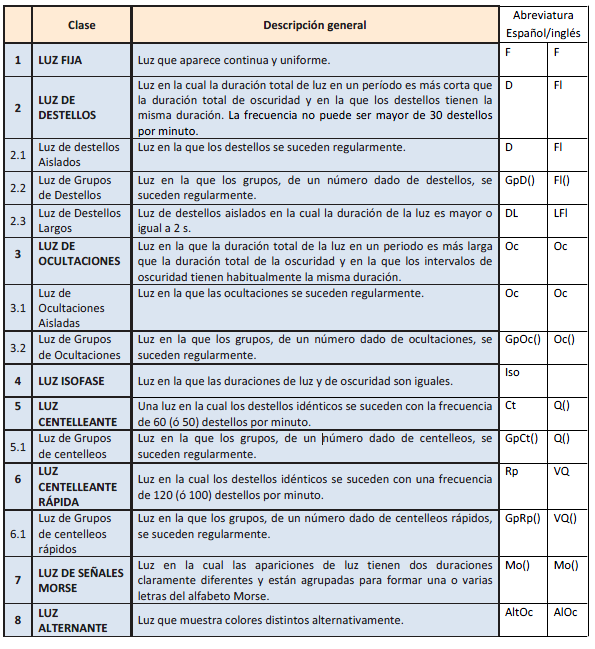 Clase Descripción general Abreviatura
Español/inglés
1 LUZ FIJA Luz que aparece continua y uniforme. F F
2 LUZ DE DESTELLOS Luz en la cual la duración total de luz en un período es más corta que
la duración total de oscuridad y en la que los destellos tienen la
misma duración. La frecuencia no puede ser mayor de 30 destellos
por minuto. D Fl
2.1 Luz de destellos Aislados Luz en la que los destellos se suceden regularmente. D Fl
2.2 Luz de Grupos de Destellos Luz en la que los grupos, de un número dado de destellos, se
suceden regularmente. GpD() Fl()
2.3 Luz de Destellos Largos Luz de destellos aislados en la cual la duración de la luz es mayor o
igual a 2 s. DL LFl
3 LUZ DE OCULTACIONES Luz en la que la duración total de la luz en un periodo es más larga
que la duración total de la oscuridad y en la que los intervalos de
oscuridad tienen habitualmente la misma duración. Oc Oc
3.1 Luz de Ocultaciones Aisladas Luz en la que las ocultaciones se suceden regularmente. Oc Oc
3.2 Luz de Grupos de Ocultaciones Luz en la que los grupos, de un número dado de ocultaciones, se
suceden regularmente. GpOc() Oc()
4 LUZ ISOFASE Luz en la que las duraciones de luz y de oscuridad son iguales. Iso
5 LUZ CENTELLEANTE Una luz en la cual los destellos idénticos se suceden con la frecuencia
de 60 (ó 50) destellos por minuto. Ct Q()
5.1 Luz de Grupos de centelleos Luz en la que los grupos, de un número dado de centelleos, se
suceden regularmente. GpCt() Q()
6 LUZ CENTELLEANTE RÁPIDA Luz en la cual los destellos idénticos se suceden con una frecuencia
de 120 (ó 100) destellos por minuto. Rp VQ
6.1 Luz de Grupos de centelleos rápidos Luz en la que los grupos, de un número dado de centelleos rápidos,
se suceden regularmente. GpRp() VQ()
7 LUZ DE SEÑALES MORSE Luz en la cual las apariciones de luz tienen dos duraciones
claramente diferentes y están agrupadas para formar una o varias
letras del alfabeto Morse. Mo() Mo()
8 LUZ ALTERNANTE Luz que muestra colores distintos alternativamente. AltOc AlOc